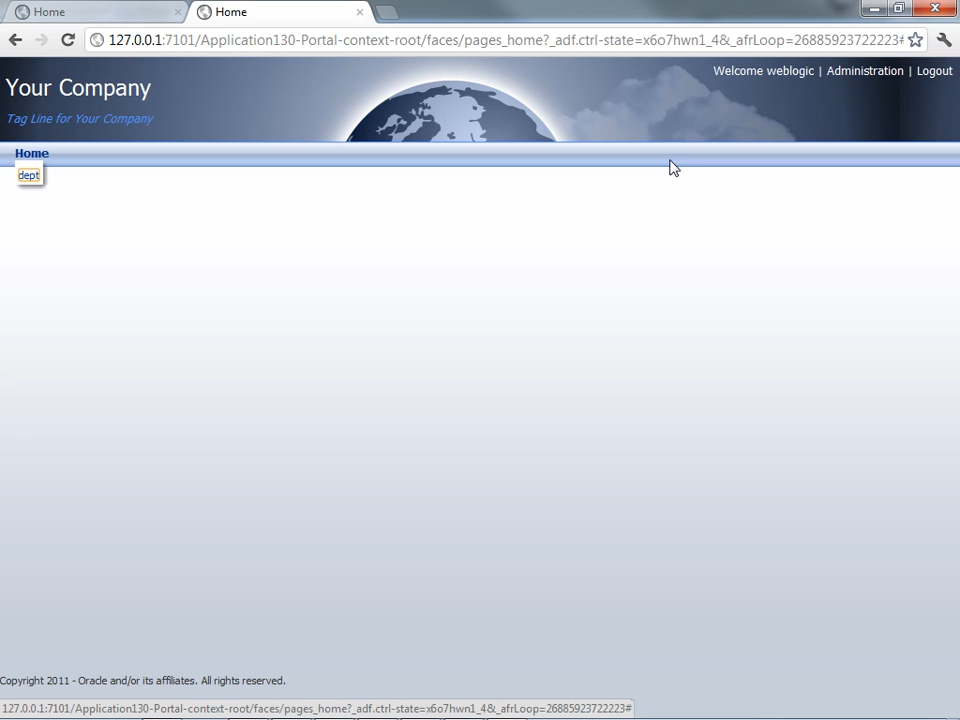 Home
Home
127.0.0.1:7101/Application130-Portal-context-root/faces/pages_home?_adf.ctrl-state=x6o7hwn1_4&_afrLoop=26885923722223#
Welcome weblogic | Administration | Logout
Your Company
Tag Line for Your Company
Home
dept
Copyright 2011 - Oracle and/or its affiliates. All rights reserved.
127.0.0.1:7101/Application130-Portal-context-root/faces/pages_home?_adf.ctrl-state=x6o7hwn1_4&_afrLoop=26885923722223#